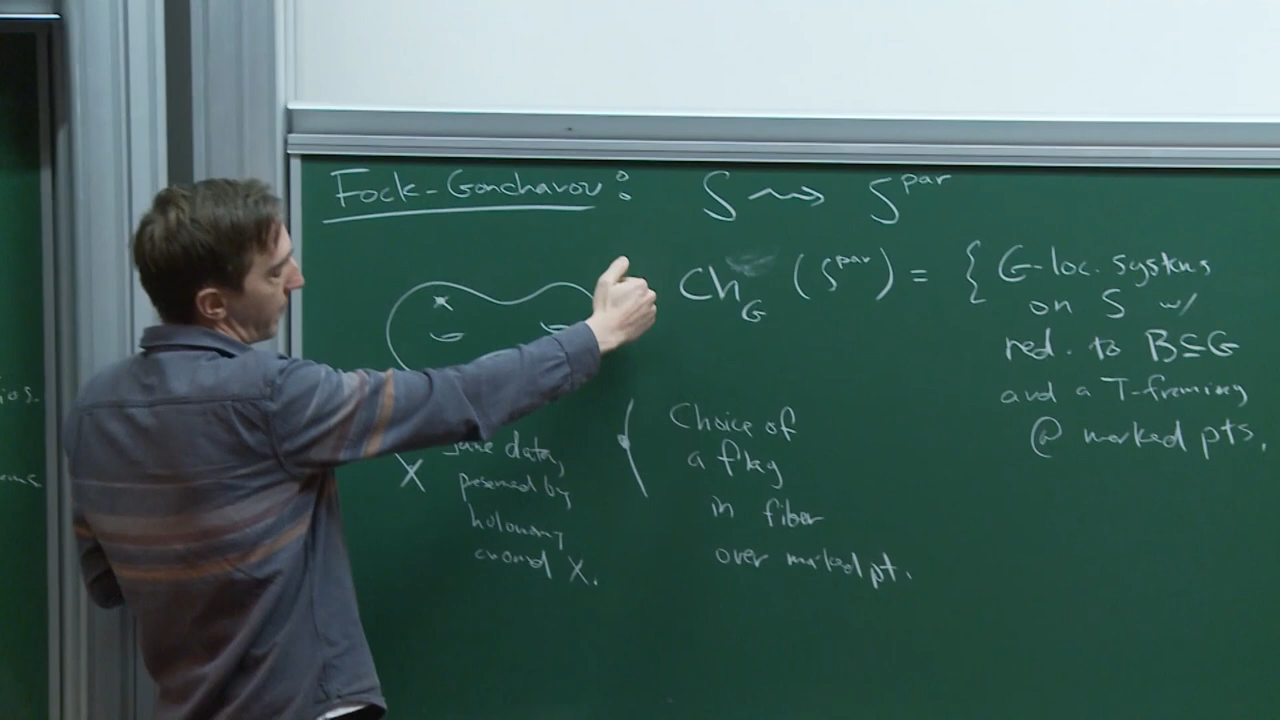 Fock-Goncharov: S ⇝ S^par
Ch_G (S^par) = { G-loc. systems
on S w/
red. to B⊆G
and a T-framing
@ marked pts.
X same data,
preserved by
holonomy
around X.
Choice of
a flag
in fiber
over marked pt.